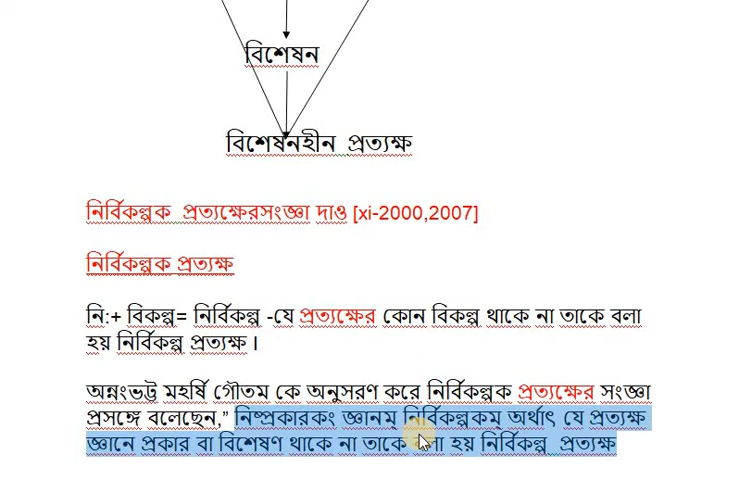 বিশেষন
বিশেষনহীন প্রত্যক্ষ
নির্বিকল্পক প্রত্যক্ষেরসংজ্ঞা দাও [xi-2000,2007]
নির্বিকল্পক প্রত্যক্ষ
নি:+ বিকল্প= নির্বিকল্প -যে প্রত্যক্ষের কোন বিকল্প থাকে না তাকে বলা
হয় নির্বিকল্প প্রত্যক্ষ ।
অন্নংভট্ট মহর্ষি গৌতম কে অনুসরণ করে নির্বিকল্পক প্রত্যক্ষের সংজ্ঞা
প্রসঙ্গে বলেছেন,” নিষ্প্রকারকং জ্ঞানম্ নির্বিকল্পকম্ অর্থাৎ যে প্রত্যক্ষ
জ্ঞানে প্রকার বা বিশেষণ থাকে না তাকে বলা হয় নির্বিকল্প প্রত্যক্ষ